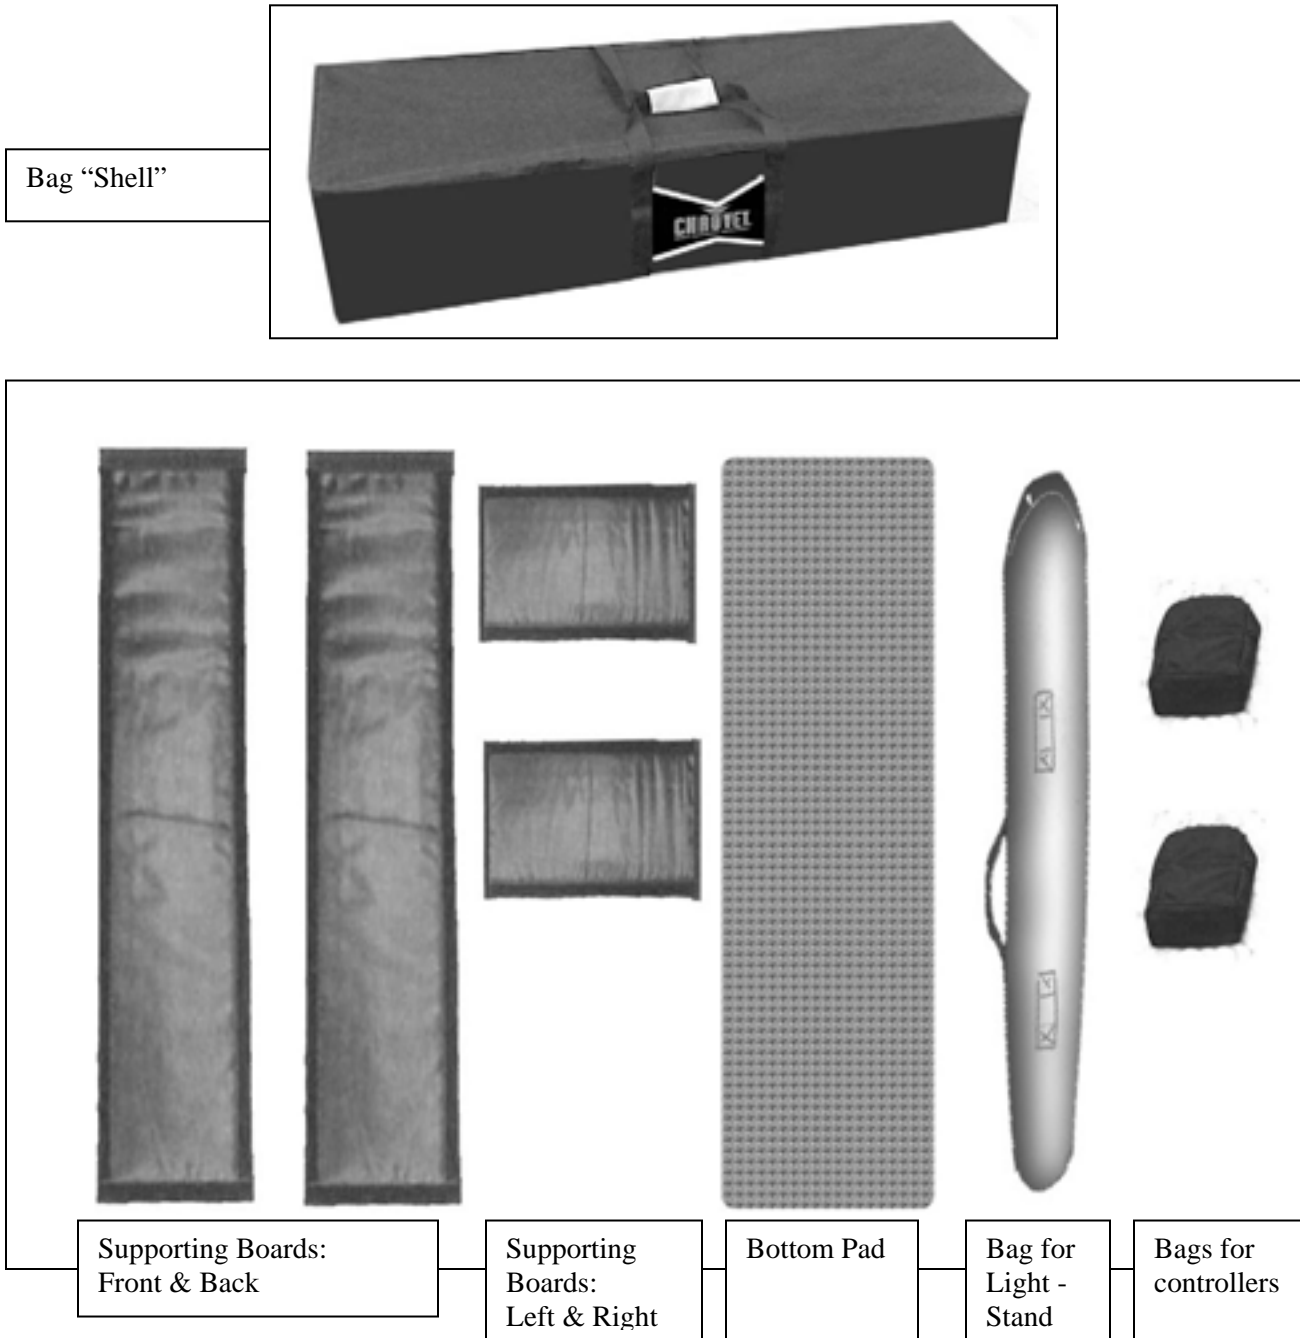 Bag “Shell”
CHAUVET
Supporting Boards:
Front & Back
Supporting
Boards:
Left & Right
Bottom Pad
Bag for
Light -
Stand
Bags for
controllers